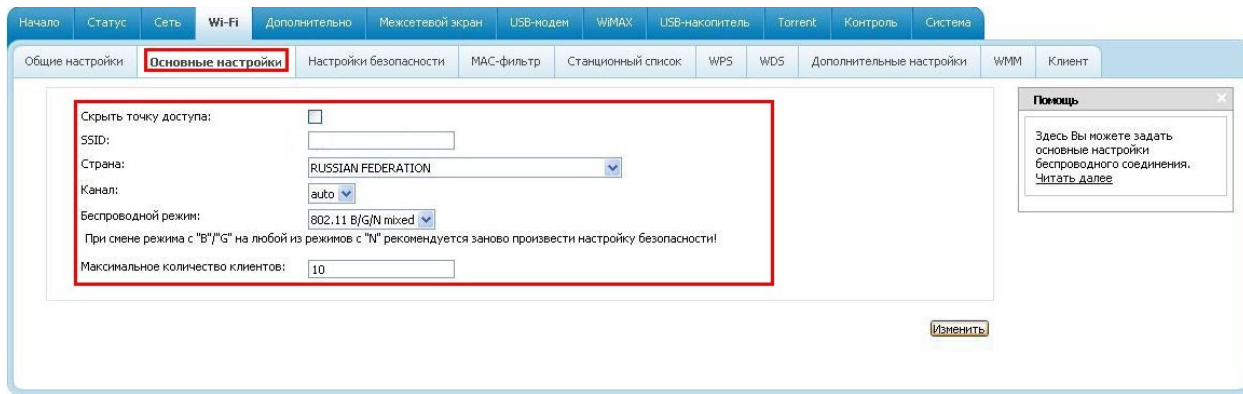 Начало Статус Сеть Wi-Fi Дополнительно Межсетевой экран USB-модем WiMAX USB-накопитель Torrent Контроль Система
Общие настройки Основные настройки Настройки безопасности MAC-фильтр Станционный список WPS WDS Дополнительные настройки WMM Клиент
Скрыть точку доступа:
SSID:
Страна: RUSSIAN FEDERATION
Канал: auto
Беспроводной режим: 802.11 B/G/N mixed
При смене режима с "B"/"G" на любой из режимов с "N" рекомендуется заново произвести настройку безопасности!
Максимальное количество клиентов: 10
Изменить
Помощь
Здесь Вы можете задать
основные настройки
беспроводного соединения.
Читать далее